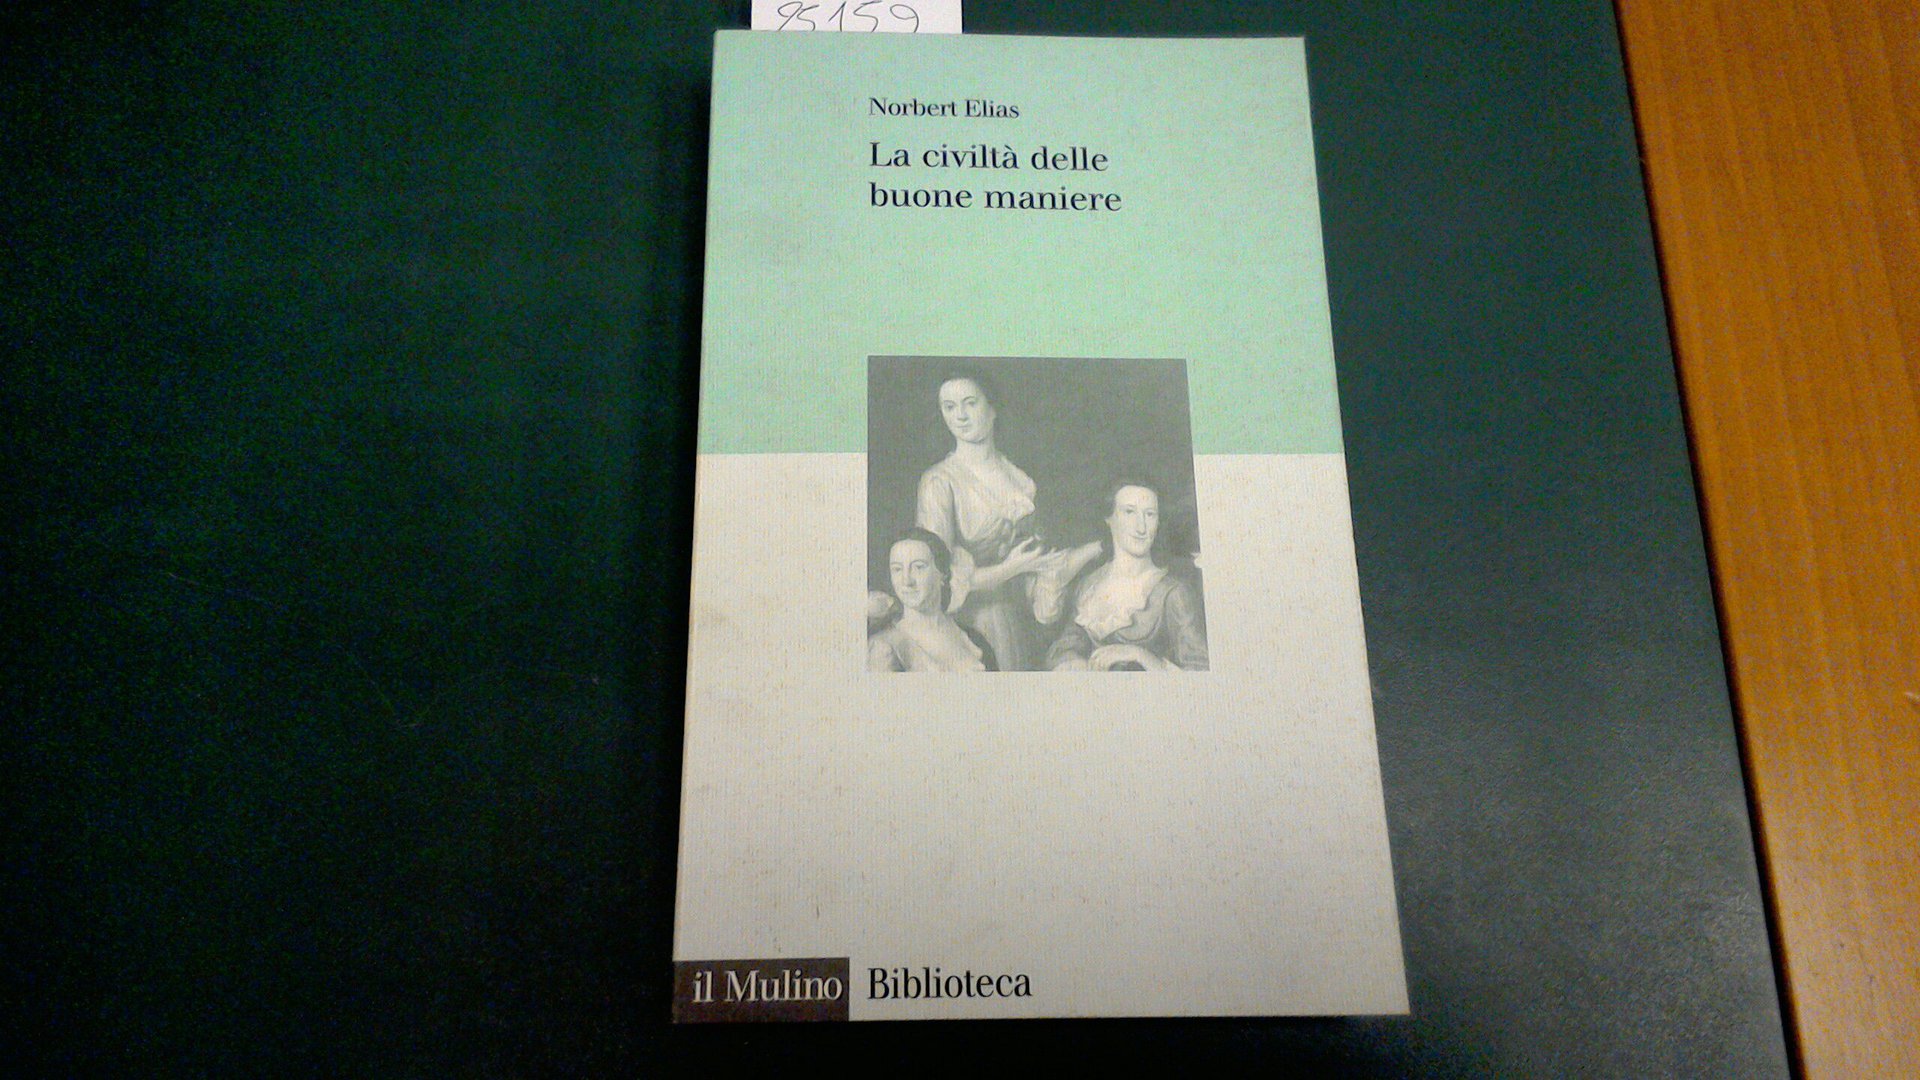 95159
Norbert Elias
La civiltà delle
buone maniere
il Mulino Biblioteca